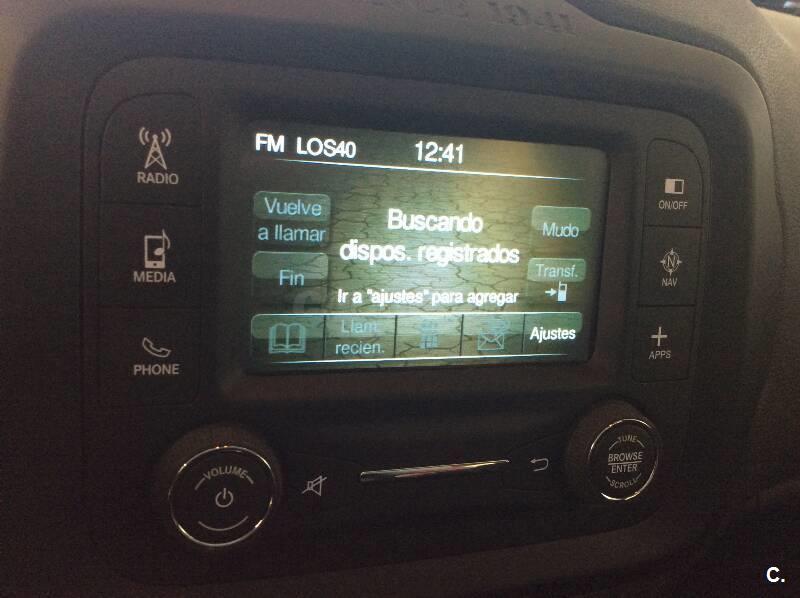 FM LOS40 12:41
RADIO
MEDIA
PHONE
Vuelve
a llamar
Fin
Buscando
dispos. registrados
Ir a "ajustes" para agregar
Mudo
Transf.
Llam.
recien.
Ajustes
ON/OFF
N
NAV
APPS
VOLUME
TUNE
BROWSE
ENTER
SCROLL
C.